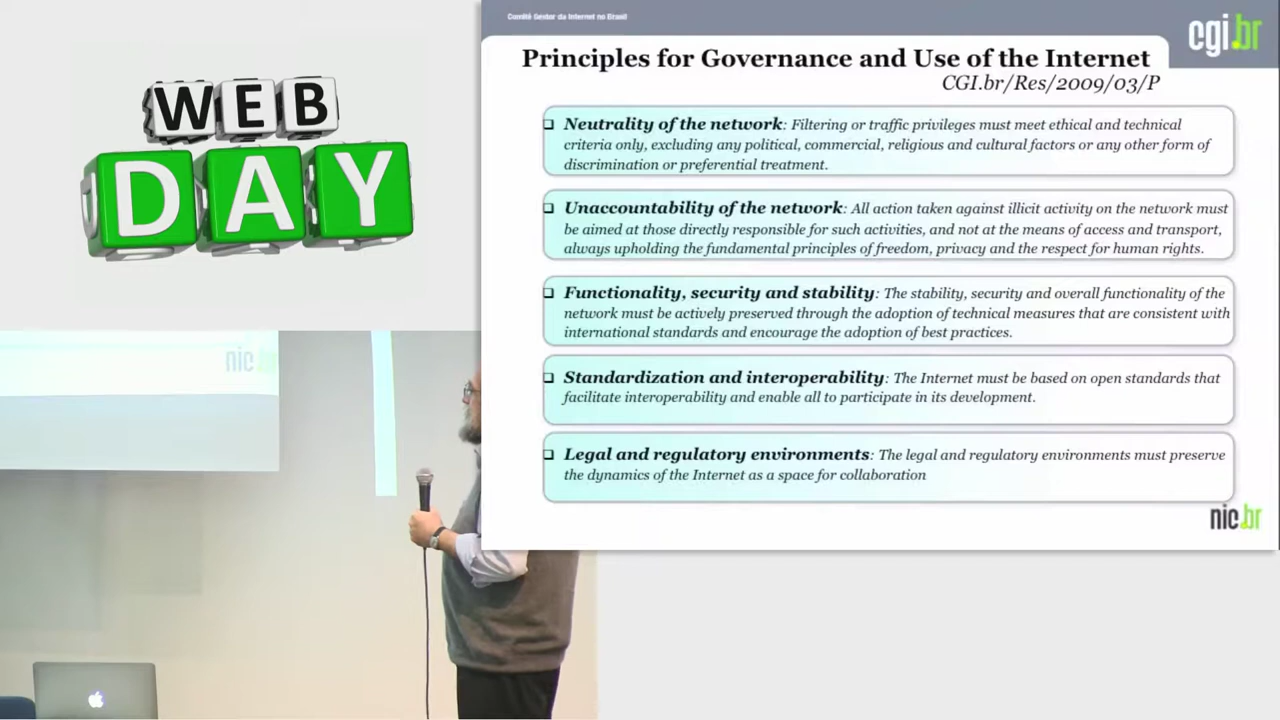 WEB
DAY
Comitê Gestor da Internet no Brasil
cgi.br
Principles for Governance and Use of the Internet
CGI.br/Res/2009/03/P
❑ Neutrality of the network: Filtering or traffic privileges must meet ethical and technical
criteria only, excluding any political, commercial, religious and cultural factors or any other form of
discrimination or preferential treatment.
❑ Unaccountability of the network: All action taken against illicit activity on the network must
be aimed at those directly responsible for such activities, and not at the means of access and transport,
always upholding the fundamental principles of freedom, privacy and the respect for human rights.
❑ Functionality, security and stability: The stability, security and overall functionality of the
network must be actively preserved through the adoption of technical measures that are consistent with
international standards and encourage the adoption of best practices.
❑ Standardization and interoperability: The Internet must be based on open standards that
facilitate interoperability and enable all to participate in its development.
❑ Legal and regulatory environments: The legal and regulatory environments must preserve
the dynamics of the Internet as a space for collaboration
nic.br
nic.br